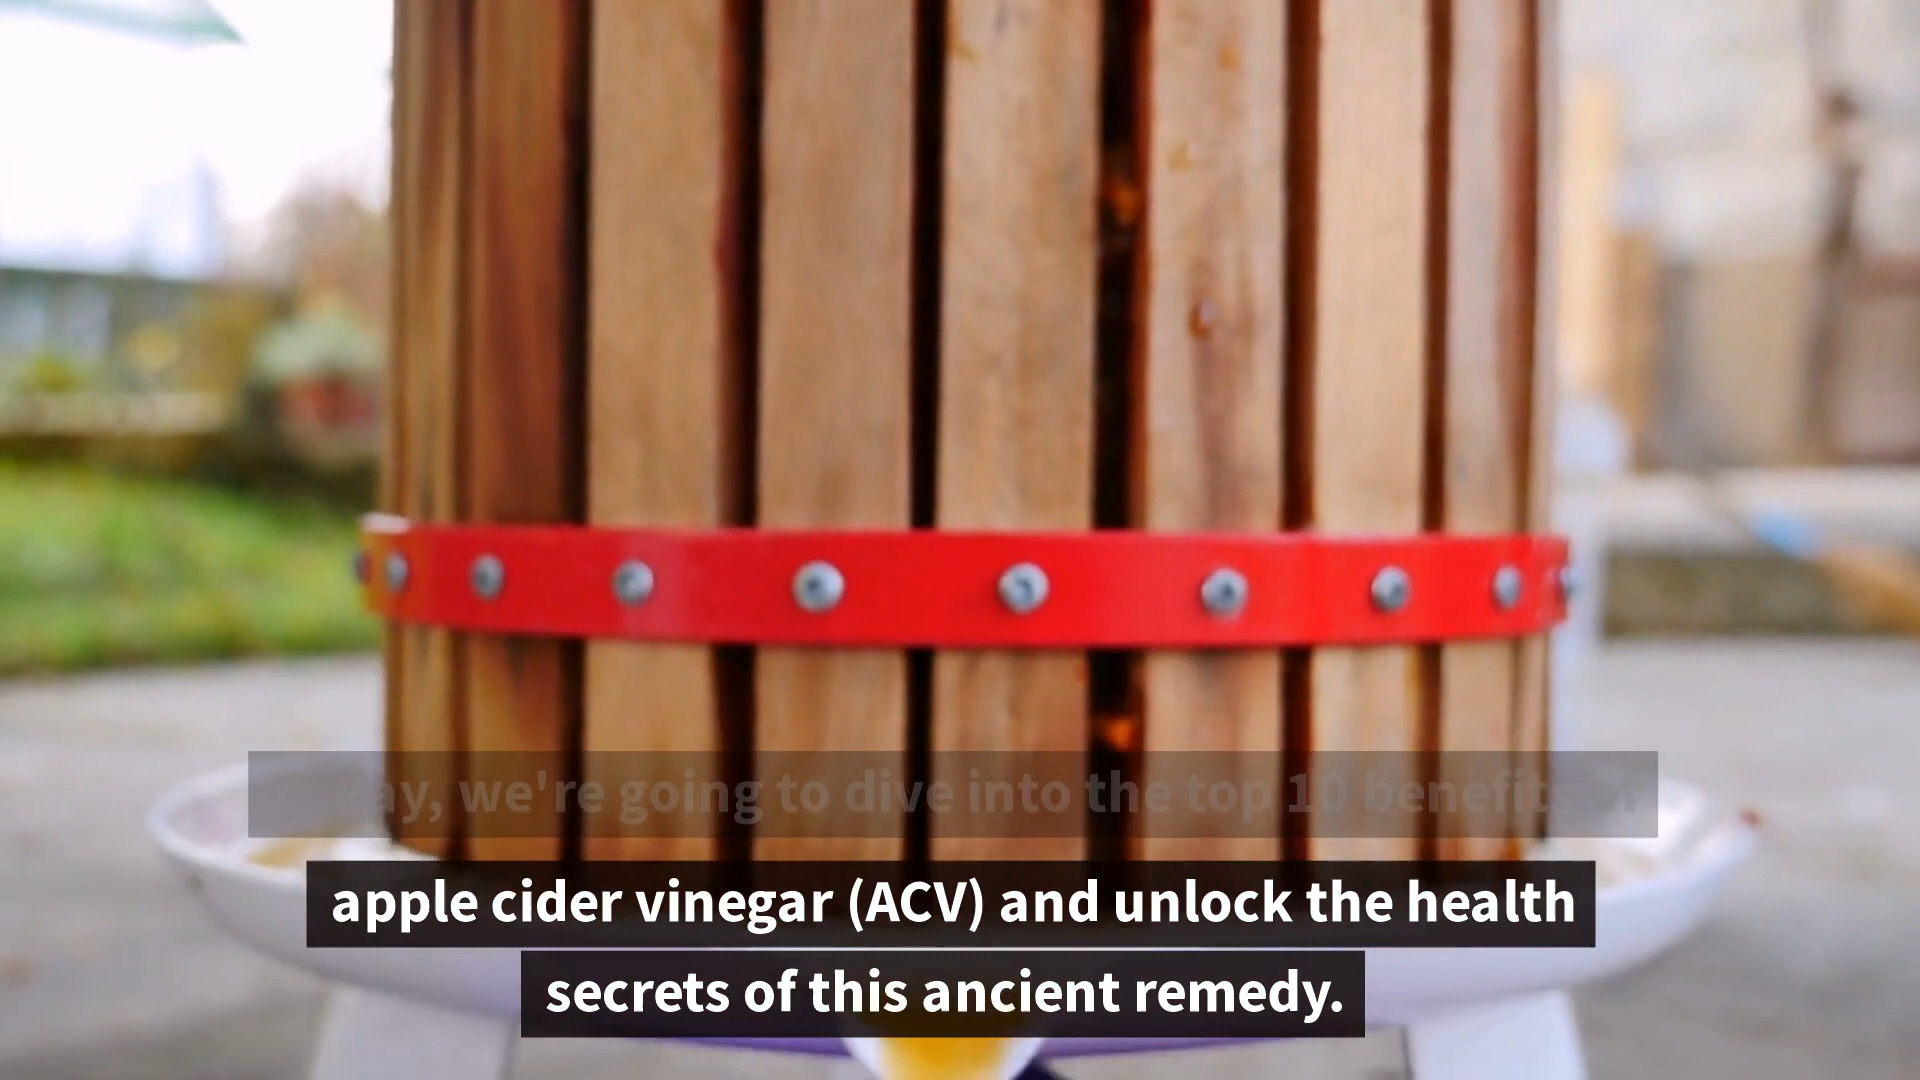 we're going to dive into the top 10 benefits
apple cider vinegar (ACV) and unlock the health
secrets of this ancient remedy.